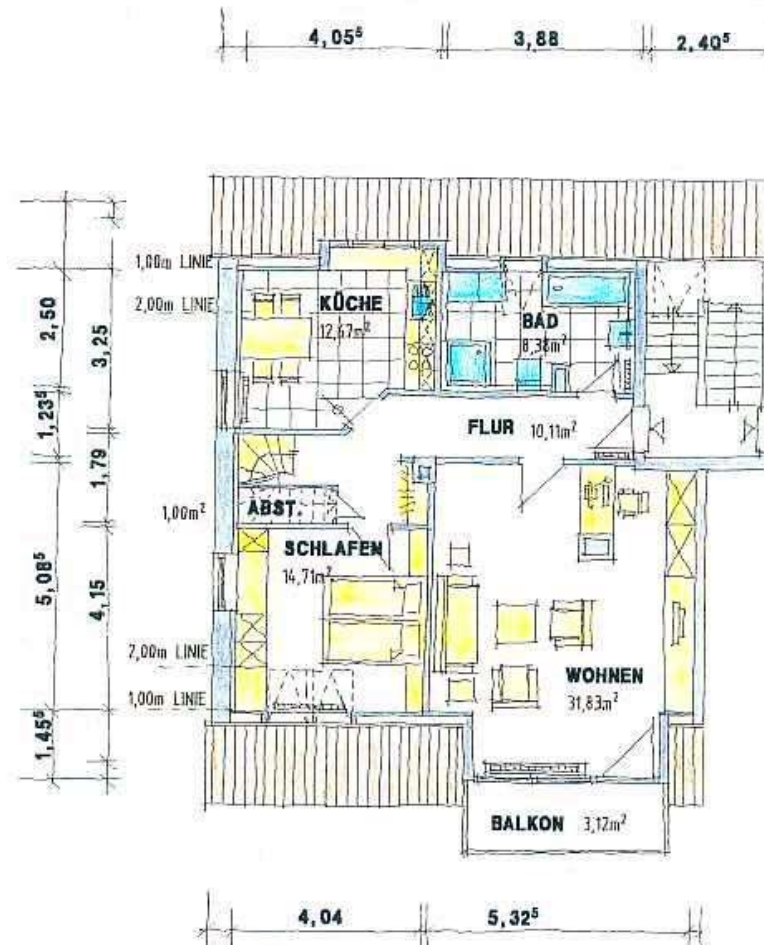 4,05⁵ 3,88 2,40⁵
1,00m LINIE
2,00m LINIE
KÜCHE
12,67m²
BAD
8,38m²
2,50
3,25
1,23⁵
1,79
FLUR 10,11m²
1,00m²
ABST.
SCHLAFEN
14,71m²
5,08⁵
4,15
2,00m LINIE
1,00m LINIE
WOHNEN
31,83m²
1,45⁵
BALKON 3,12m²
4,04 5,32⁵